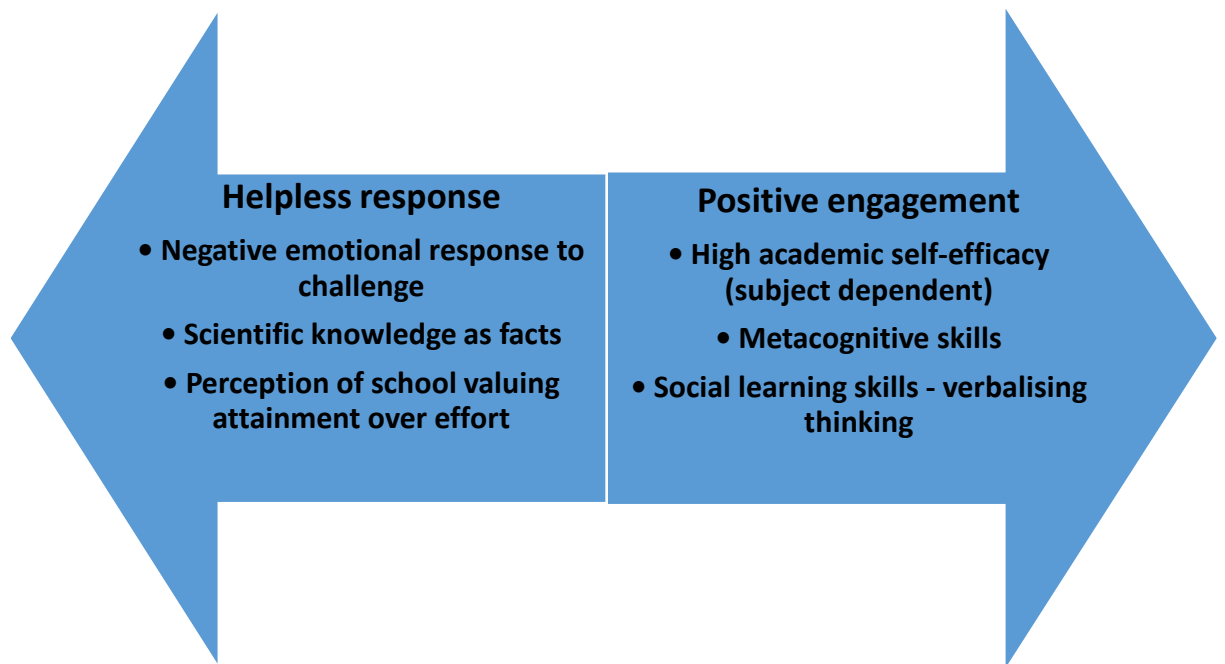 Helpless response
• Negative emotional response to
challenge
• Scientific knowledge as facts
• Perception of school valuing
attainment over effort
Positive engagement
• High academic self-efficacy
(subject dependent)
• Metacognitive skills
• Social learning skills - verbalising
thinking